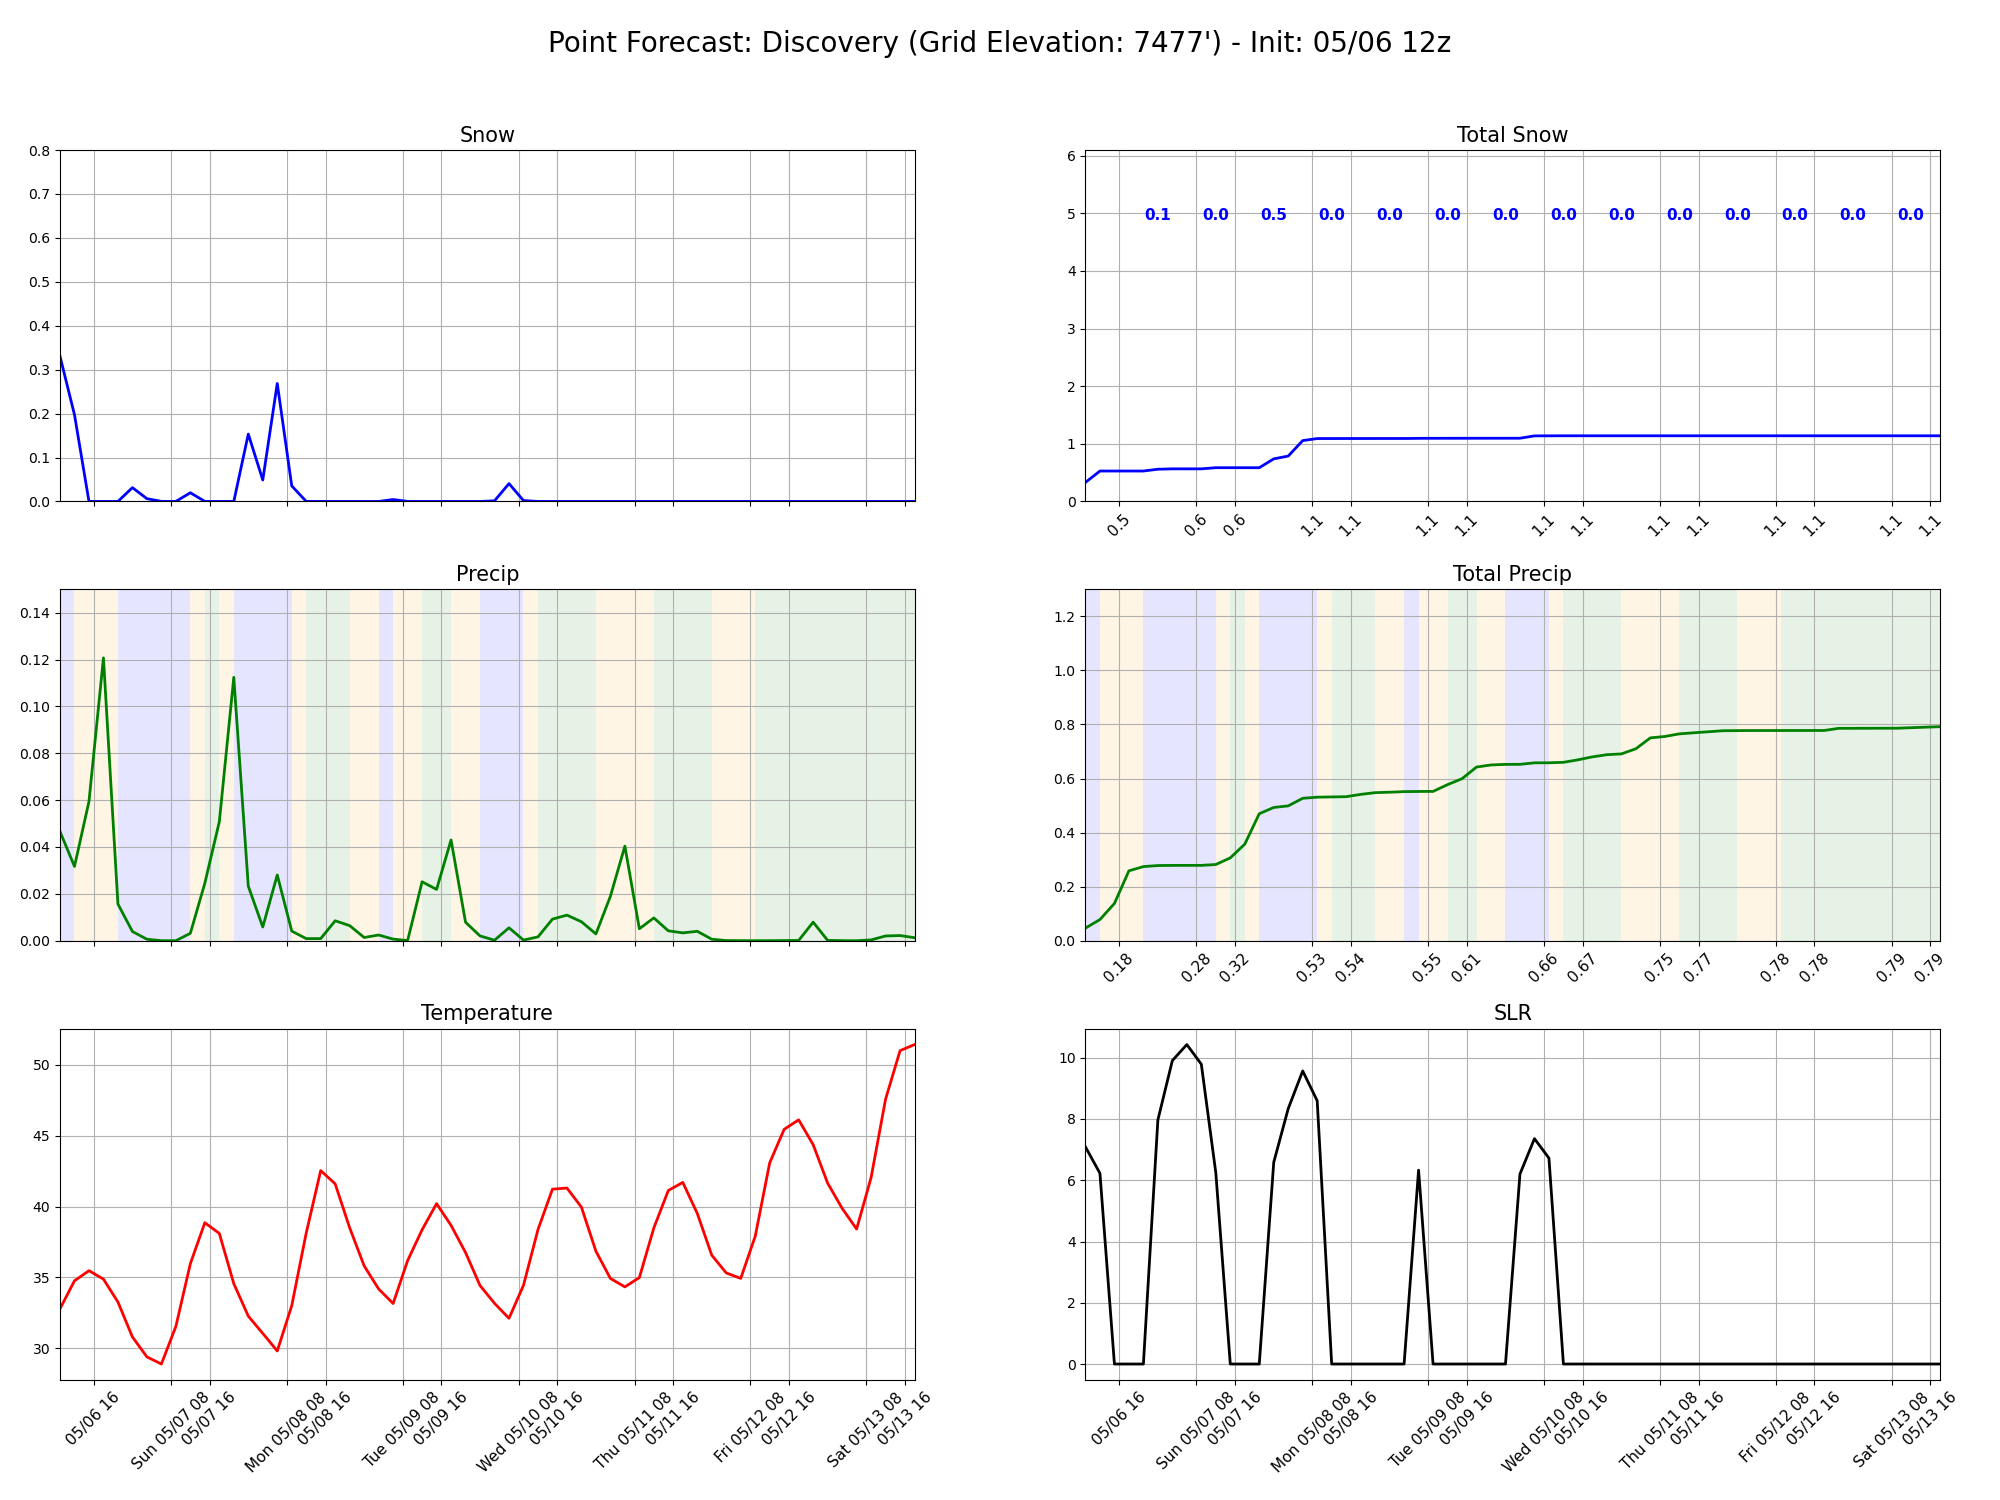 Point Forecast: Discovery (Grid Elevation: 7477') - Init: 05/06 12z
Snow
0.8
0.7
0.6
0.5
0.4
0.3
0.2
0.1
0.0
Total Snow
6
5
4
3
2
1
0
0.1 0.0 0.5 0.0 0.0 0.0 0.0 0.0 0.0 0.0 0.0 0.0 0.0 0.0
0.5 0.6 0.6 1.1 1.1 1.1 1.1 1.1 1.1 1.1 1.1 1.1 1.1 1.1 1.1
Precip
0.14
0.12
0.10
0.08
0.06
0.04
0.02
0.00
Total Precip
1.2
1.0
0.8
0.6
0.4
0.2
0.0
0.18 0.28 0.32 0.53 0.54 0.55 0.61 0.66 0.67 0.75 0.77 0.78 0.78 0.79 0.79
Temperature
50
45
40
35
30
05/06 16
Sun 05/07 08
05/07 16
Mon 05/08 08
05/08 16
Tue 05/09 08
05/09 16
Wed 05/10 08
05/10 16
Thu 05/11 08
05/11 16
Fri 05/12 08
05/12 16
Sat 05/13 08
05/13 16
SLR
10
8
6
4
2
0
05/06 16
Sun 05/07 08
05/07 16
Mon 05/08 08
05/08 16
Tue 05/09 08
05/09 16
Wed 05/10 08
05/10 16
Thu 05/11 08
05/11 16
Fri 05/12 08
05/12 16
Sat 05/13 08
05/13 16